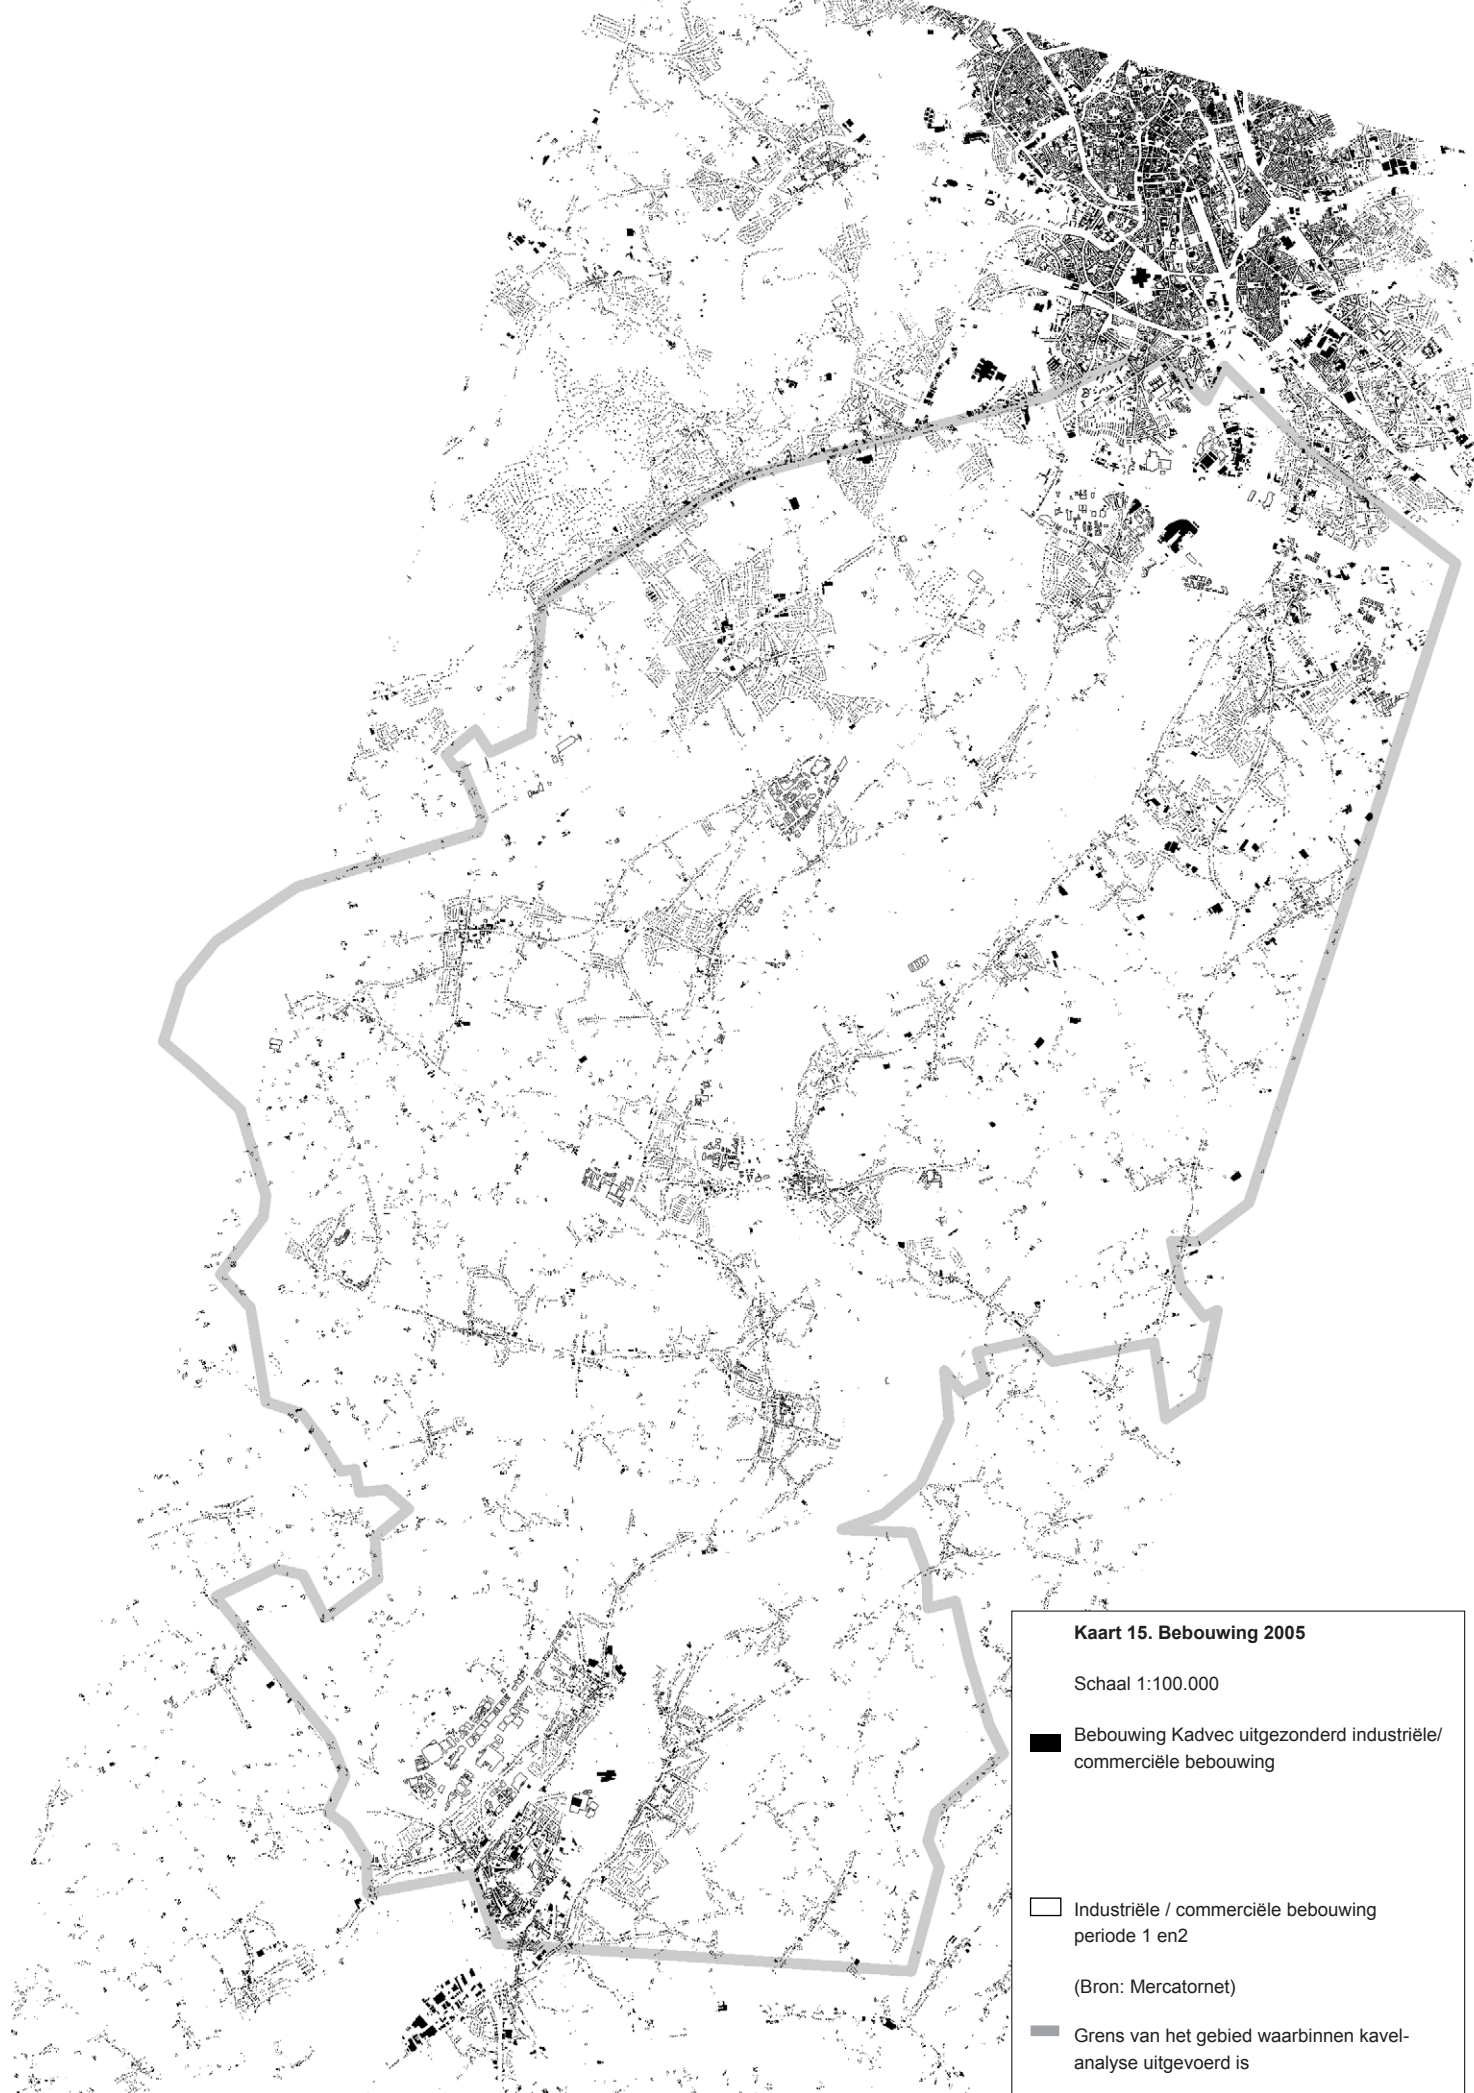 Kaart 15. Bebouwing 2005
Schaal 1:100.000
Bebouwing Kadvec uitgezonderd industriële/
commerciële bebouwing
Industriële / commerciële bebouwing
periode 1 en2
(Bron: Mercatornet)
Grens van het gebied waarbinnen kavel-
analyse uitgevoerd is